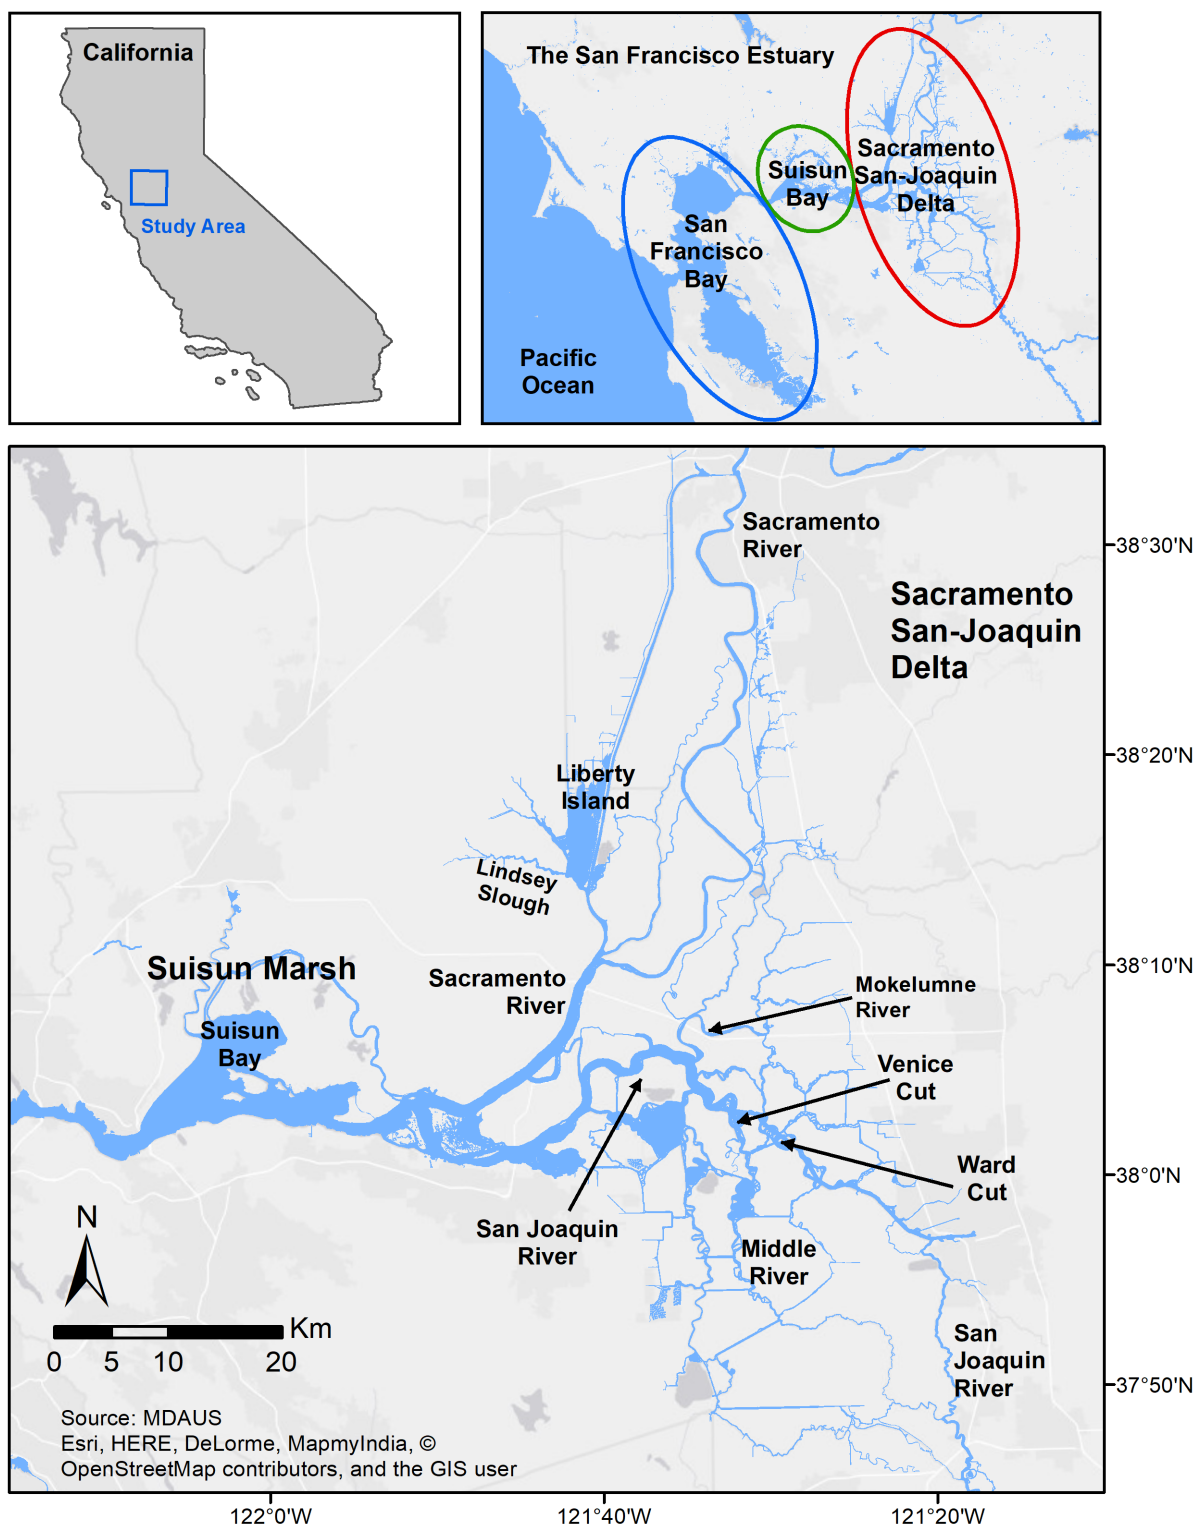 California
Study Area
The San Francisco Estuary
Sacramento
San-Joaquin
Delta
Suisun
Bay
San
Francisco
Bay
Pacific
Ocean
Sacramento
River
38°30'N
Sacramento
San-Joaquin
Delta
38°20'N
Liberty
Island
Lindsey
Slough
Suisun Marsh
Sacramento
River
38°10'N
Mokelumne
River
Suisun
Bay
Venice
Cut
Ward
Cut
38°0'N
N
San Joaquin
River
Middle
River
Km
0 5 10 20
San
Joaquin
River
37°50'N
Source: MDAUS
Esri, HERE, DeLorme, MapmyIndia, ©
OpenStreetMap contributors, and the GIS user
122°0'W 121°40'W 121°20'W